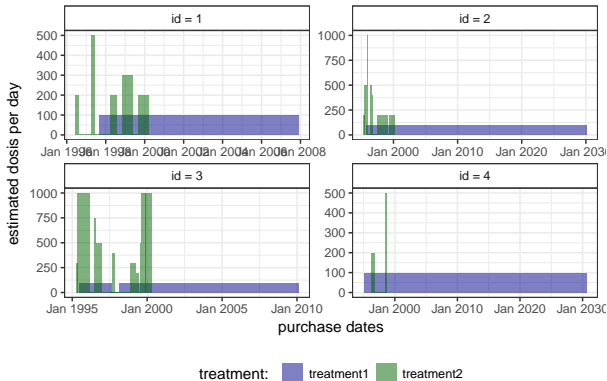 id = 1
id = 2
500
400
300
200
100
0
1000
750
500
250
0
Jan 1996 Jan 1998 Jan 2000 Jan 2002 Jan 2004 Jan 2006 Jan 2008
Jan 2000 Jan 2010 Jan 2020 Jan 2030
id = 3
id = 4
1000
750
500
250
0
500
400
300
200
100
0
Jan 1995 Jan 2000 Jan 2005 Jan 2010
Jan 2000 Jan 2010 Jan 2020 Jan 2030
estimated dosis per day
purchase dates
treatment: treatment1 treatment2